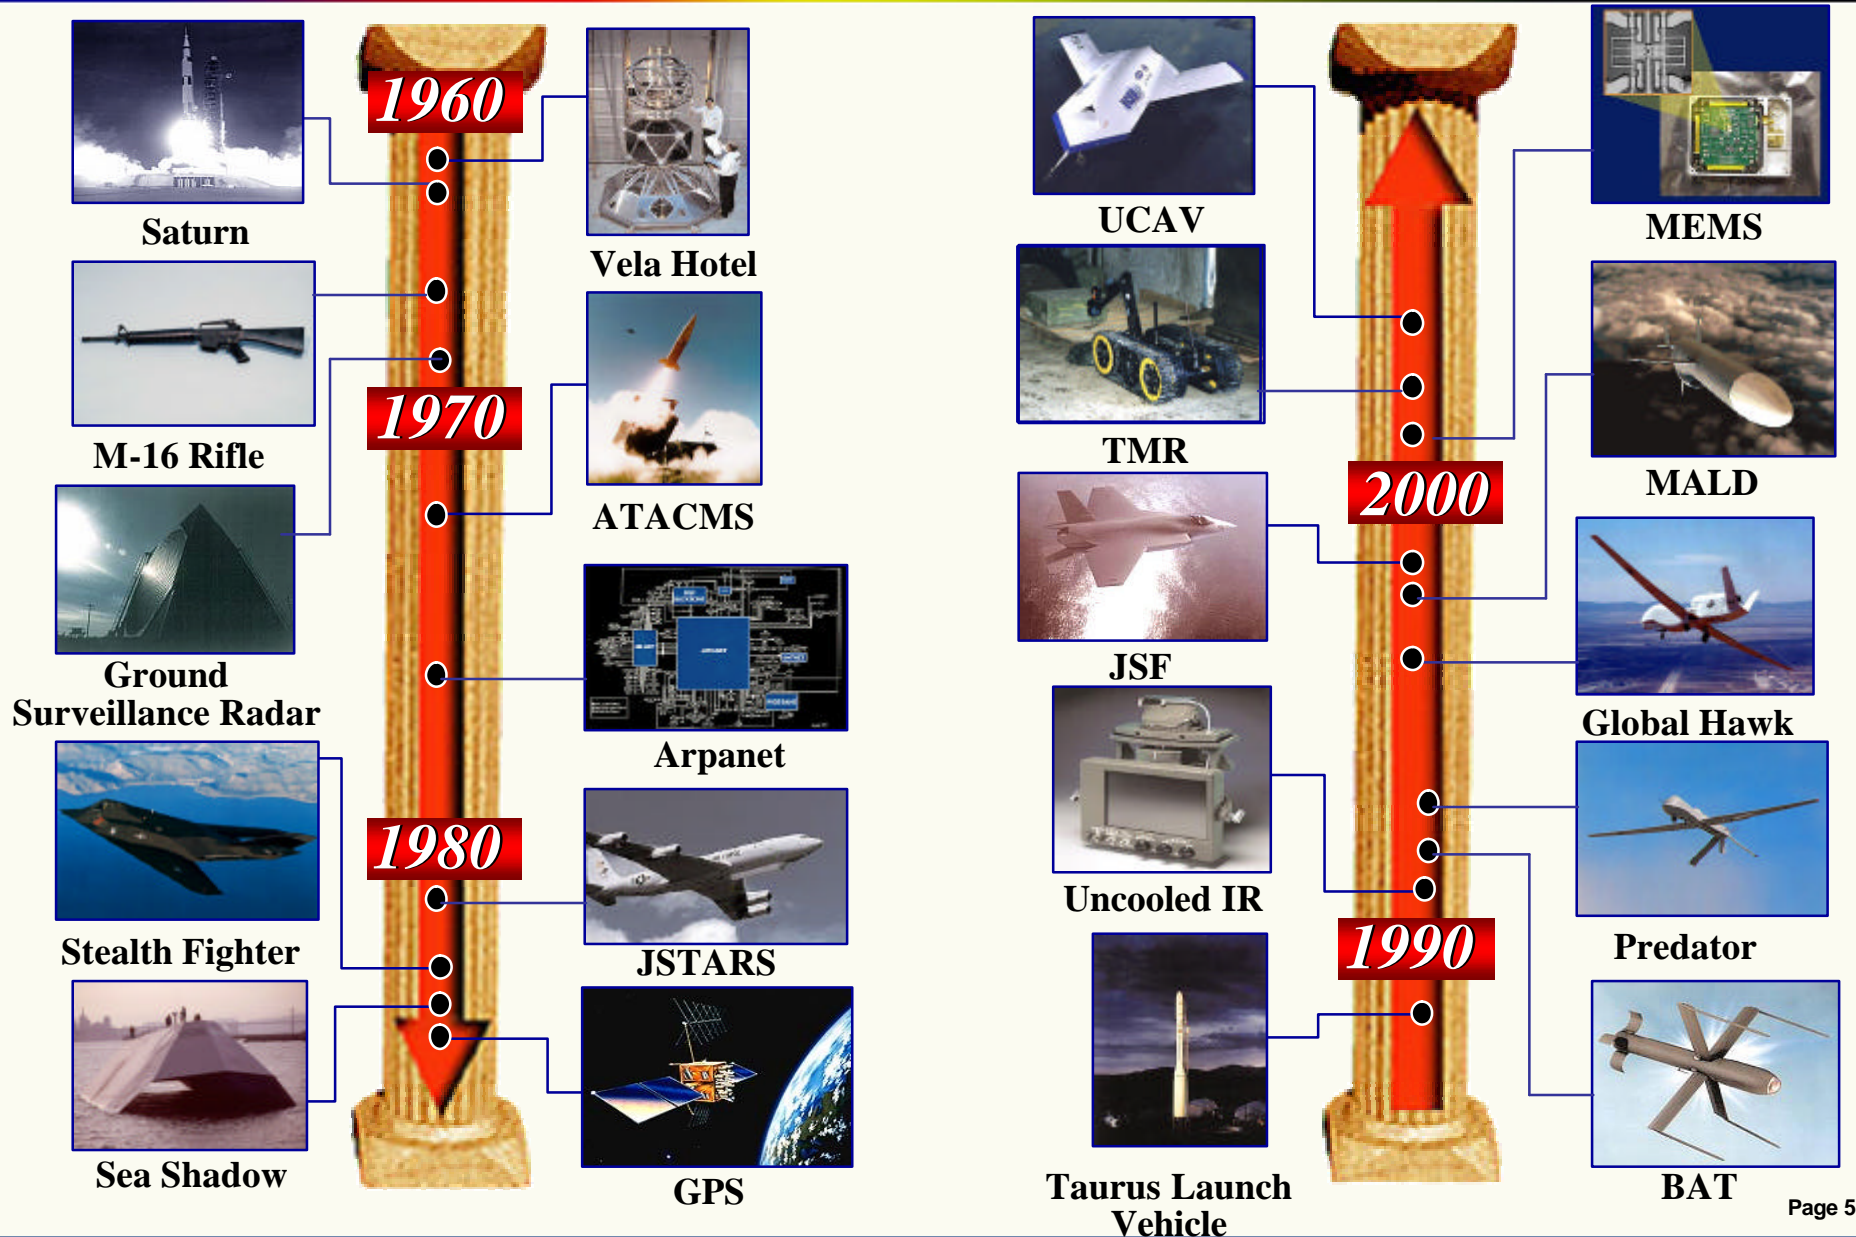 1960
Saturn
Vela Hotel
M-16 Rifle
1970
ATACMS
Ground
Surveillance Radar
Arpanet
1980
Stealth Fighter
JSTARS
Sea Shadow
GPS
UCAV
MEMS
TMR
MALD
2000
JSF
Global Hawk
Uncooled IR
Predator
1990
Taurus Launch
Vehicle
BAT
Page 5